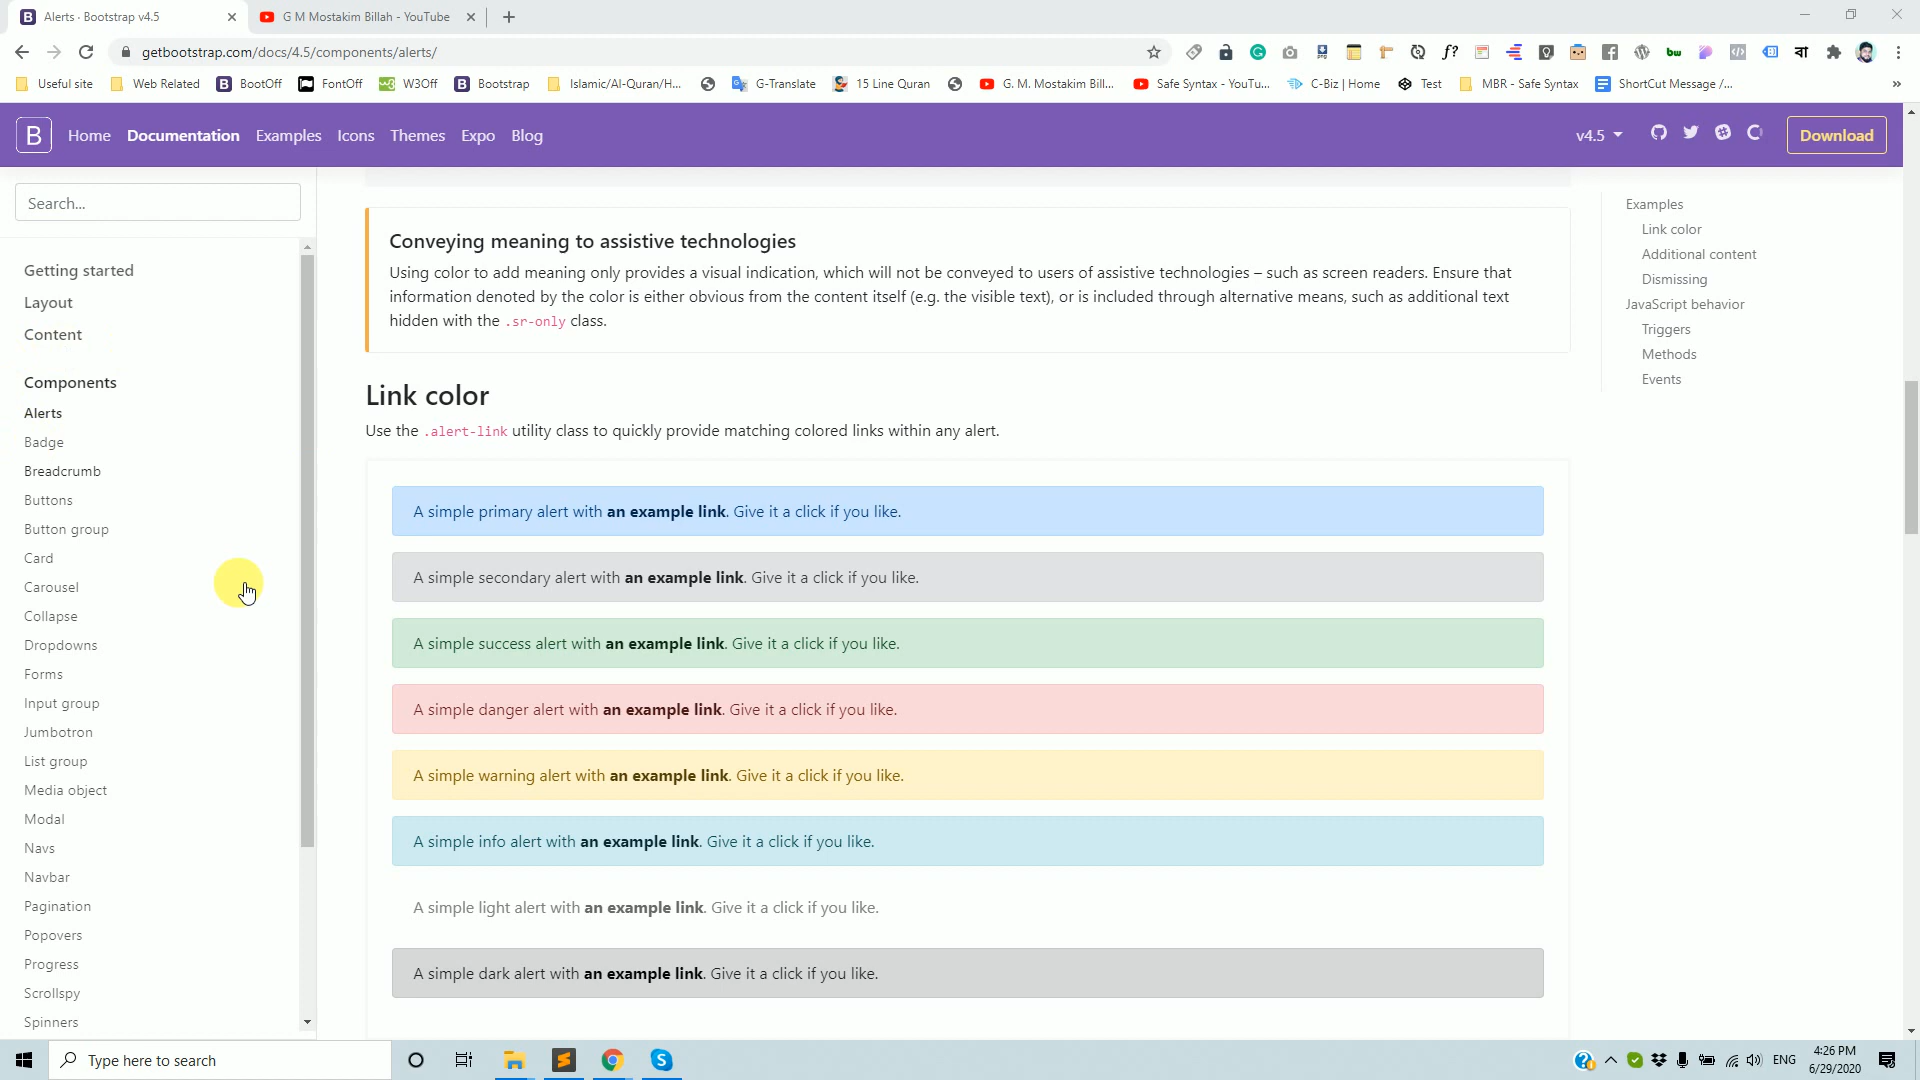 Alerts · Bootstrap v4.5
G M Mostakim Billah - YouTube
getbootstrap.com/docs/4.5/components/alerts/
Useful site
Web Related
BootOff
FontOff
W3Off
Bootstrap
Islamic/Al-Quran/H...
G-Translate
15 Line Quran
G. M. Mostakim Bill...
Safe Syntax - YouTu...
C-Biz | Home
Test
MBR - Safe Syntax
ShortCut Message /...
»
B
Home
Documentation
Examples
Icons
Themes
Expo
Blog
v4.5
Download
Search...
Getting started
Layout
Content
Components
Alerts
Badge
Breadcrumb
Buttons
Button group
Card
Carousel
Collapse
Dropdowns
Forms
Input group
Jumbotron
List group
Media object
Modal
Navs
Navbar
Pagination
Popovers
Progress
Scrollspy
Spinners
Conveying meaning to assistive technologies
Using color to add meaning only provides a visual indication, which will not be conveyed to users of assistive technologies – such as screen readers. Ensure that
information denoted by the color is either obvious from the content itself (e.g. the visible text), or is included through alternative means, such as additional text
hidden with the .sr-only class.
Link color
Use the .alert-link utility class to quickly provide matching colored links within any alert.
A simple primary alert with an example link. Give it a click if you like.
A simple secondary alert with an example link. Give it a click if you like.
A simple success alert with an example link. Give it a click if you like.
A simple danger alert with an example link. Give it a click if you like.
A simple warning alert with an example link. Give it a click if you like.
A simple info alert with an example link. Give it a click if you like.
A simple light alert with an example link. Give it a click if you like.
A simple dark alert with an example link. Give it a click if you like.
Examples
Link color
Additional content
Dismissing
JavaScript behavior
Triggers
Methods
Events
Type here to search
ENG
4:26 PM
6/29/2020